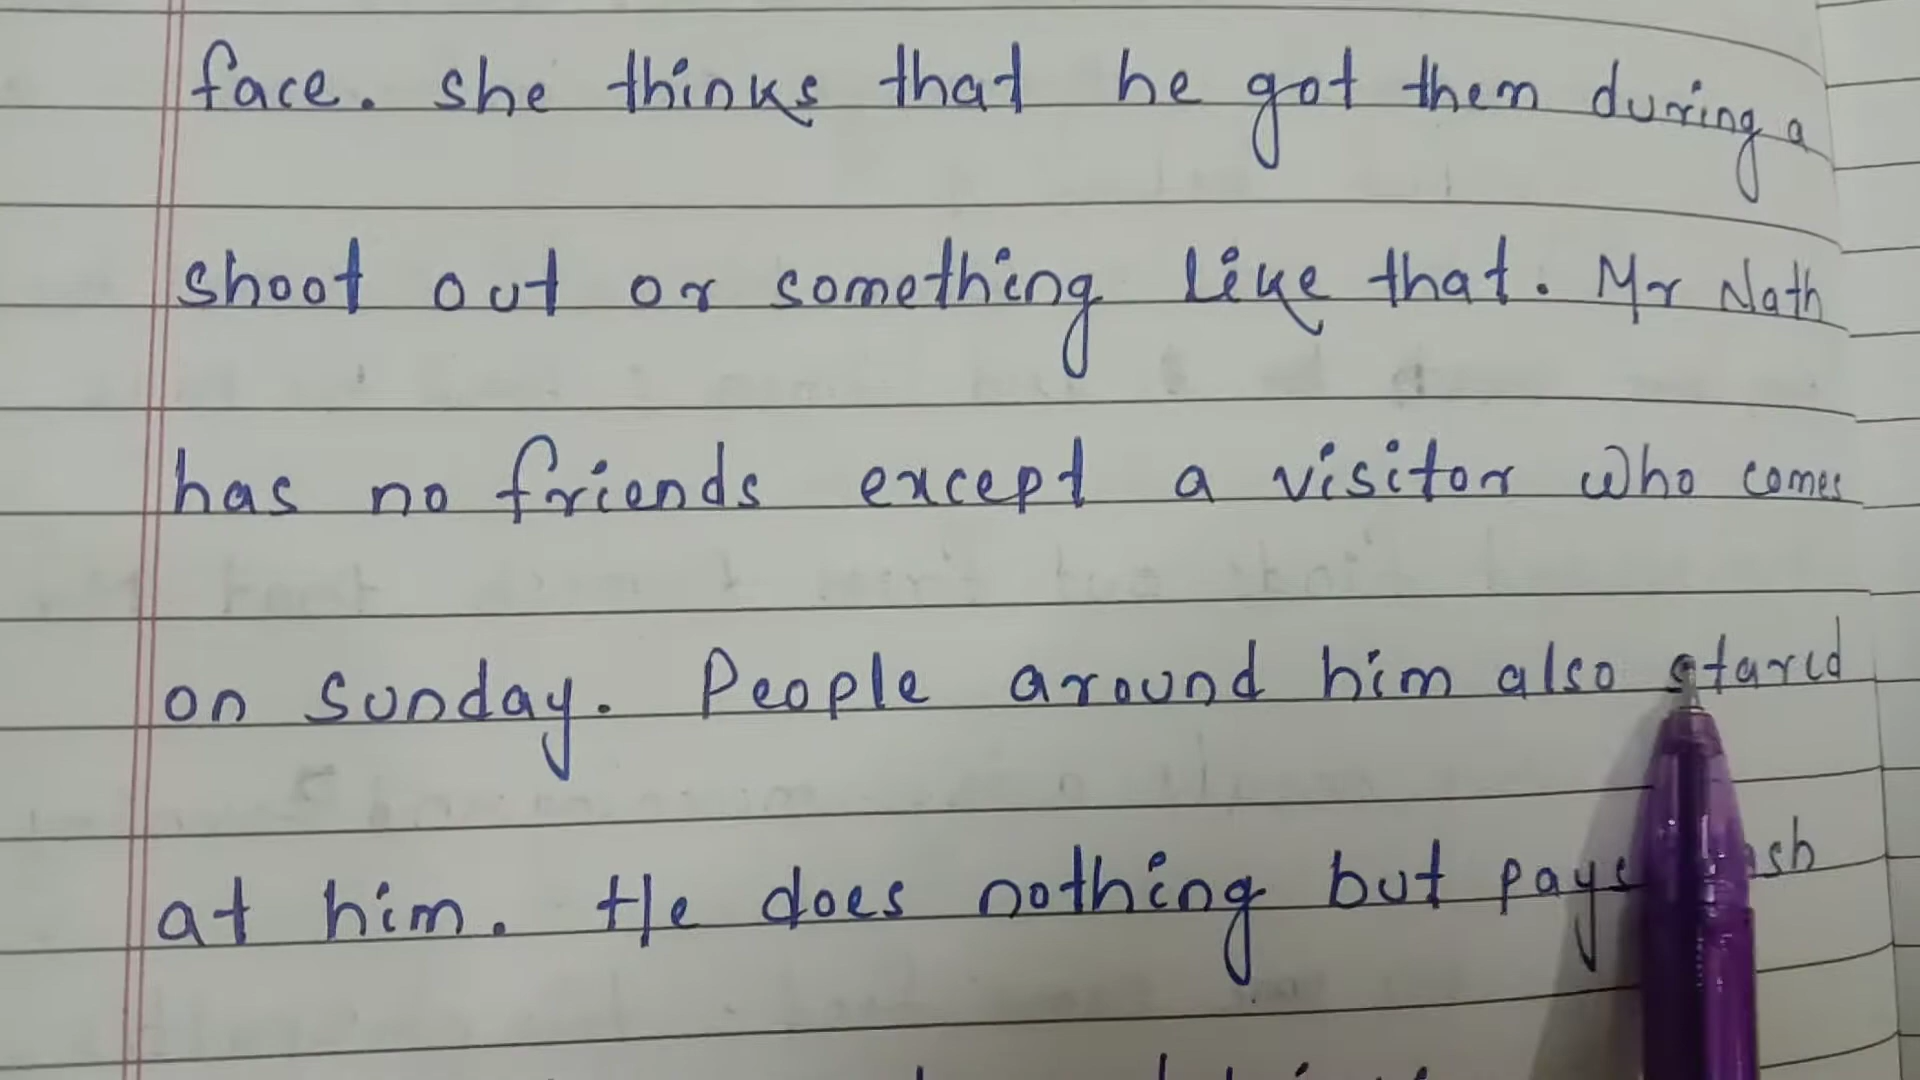 face. she thinks that he got them during a
shoot out or something like that. Mr Nath
has no friends except a visitor who comes
on sunday. People around him also stared
at him. He does nothing but pays